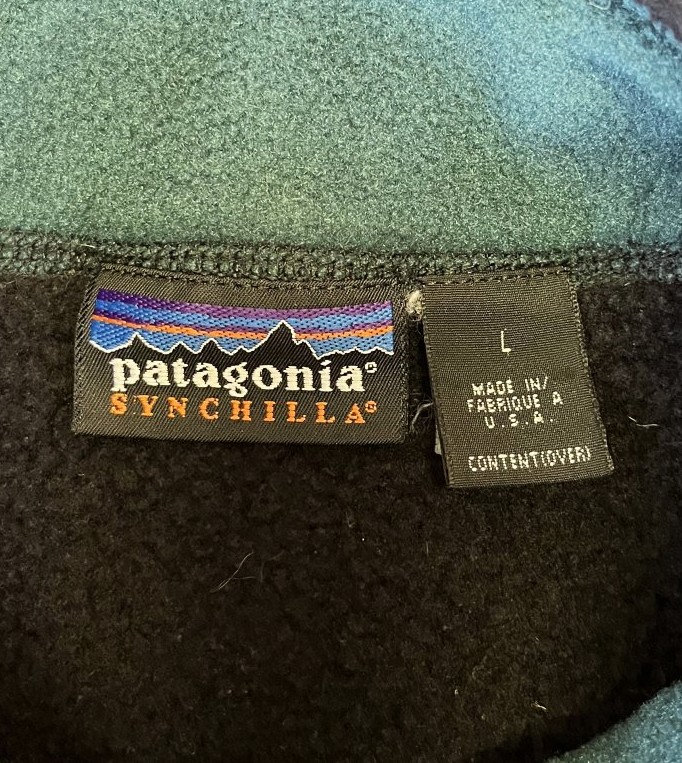 patagonia®
SYNCHILLA®
L
MADE IN/
FABRIQUE A
U.S.A.
CONTENT(OVER)